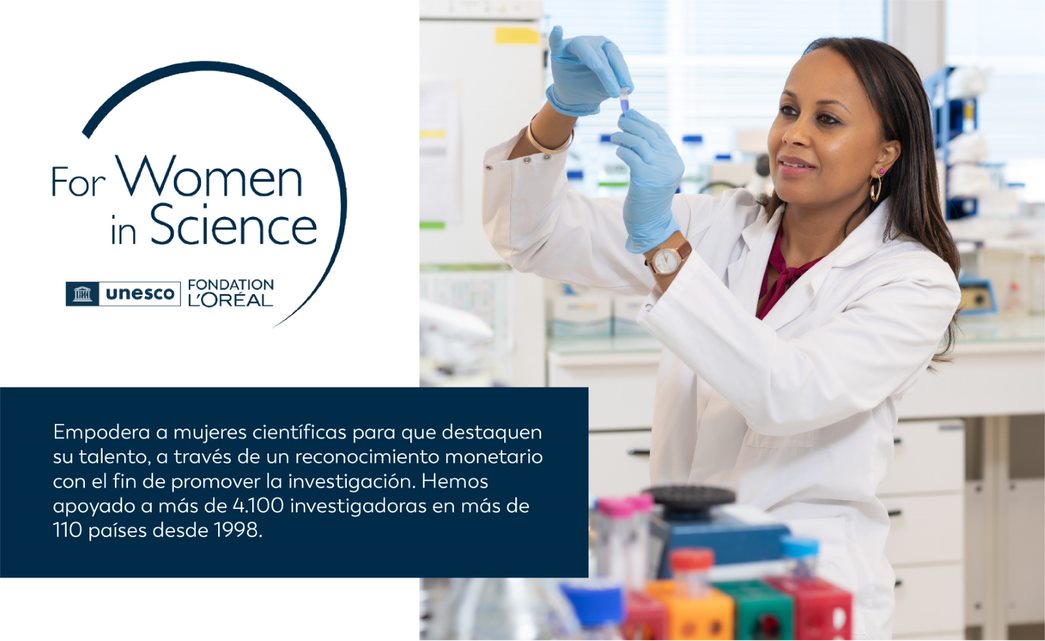 For Women
in Science
unesco
FONDATION
L'ORÉAL
Empodera a mujeres científicas para que destaquen
su talento, a través de un reconocimiento monetario
con el fin de promover la investigación. Hemos
apoyado a más de 4.100 investigadoras en más de
110 países desde 1998.